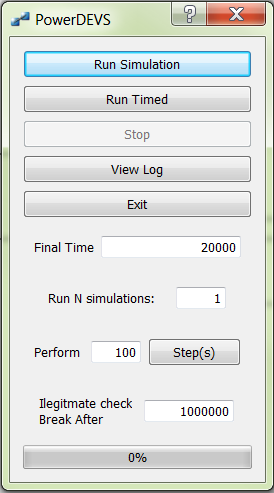 PowerDEVS
Run Simulation
Run Timed
Stop
View Log
Exit
Final Time 20000
Run N simulations: 1
Perform 100 Step(s)
Ilegitmate check
Break After 1000000
0%